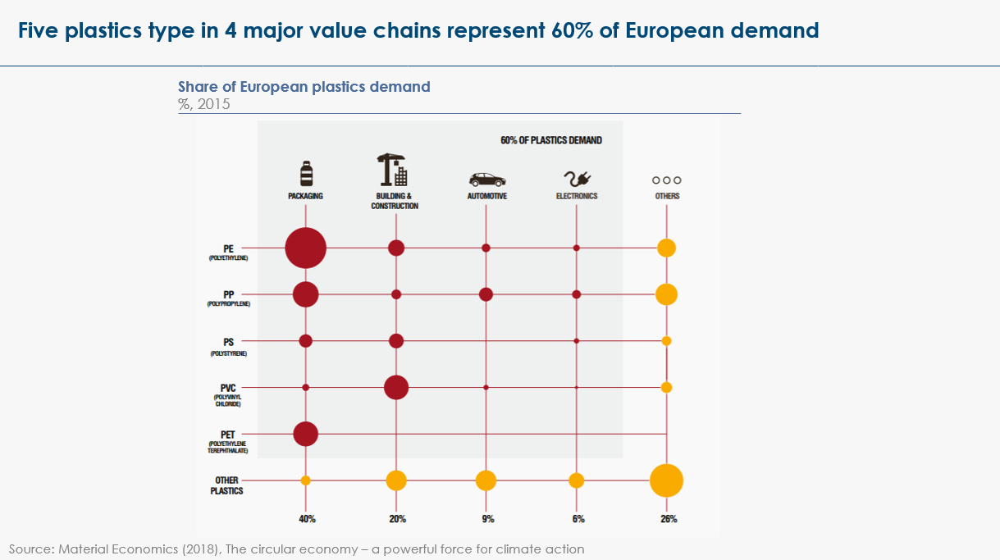 Five plastics type in 4 major value chains represent 60% of European demand
Share of European plastics demand
%, 2015
60% OF PLASTICS DEMAND
PACKAGING
BUILDING &
CONSTRUCTION
AUTOMOTIVE
ELECTRONICS
OTHERS
PE
(POLYETHYLENE)
PP
(POLYPROPYLENE)
PS
(POLYSTYRENE)
PVC
(POLYVINYL
CHLORIDE)
PET
(POLYETHYLENE
TEREPHTHALATE)
OTHER
PLASTICS
40%
20%
9%
6%
26%
Source: Material Economics (2018), The circular economy – a powerful force for climate action